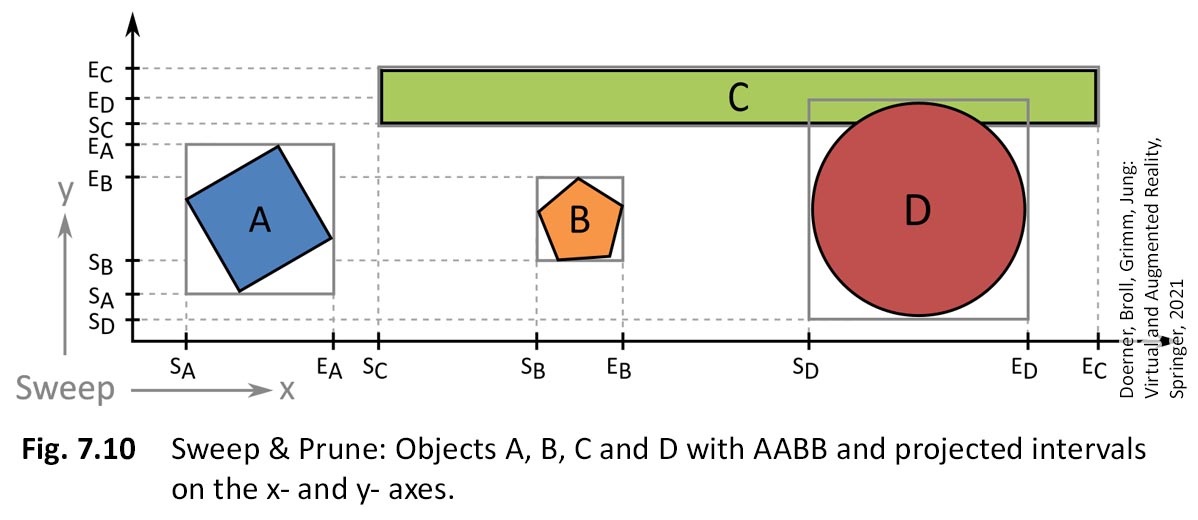 E_C
E_D
S_C
E_A
E_B
S_B
S_A
S_D
y
A
B
C
D
S_A E_A S_C S_B E_B S_D E_D E_C
Sweep x
Doerner, Broll, Grimm, Jung:
Virtual and Augmented Reality,
Springer, 2021
Fig. 7.10 Sweep & Prune: Objects A, B, C and D with AABB and projected intervals
on the x- and y- axes.